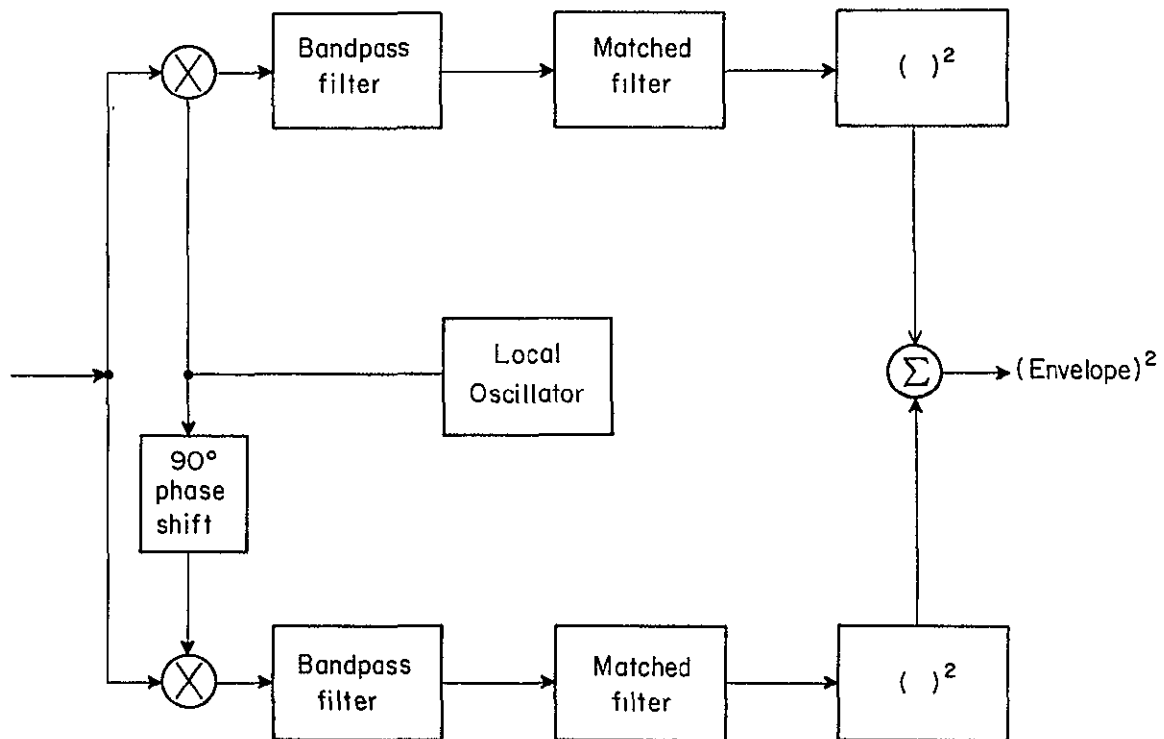 Bandpass
filter
Matched
filter
( )²
Local
Oscillator
Σ
(Envelope)²
90°
phase
shift
Bandpass
filter
Matched
filter
( )²